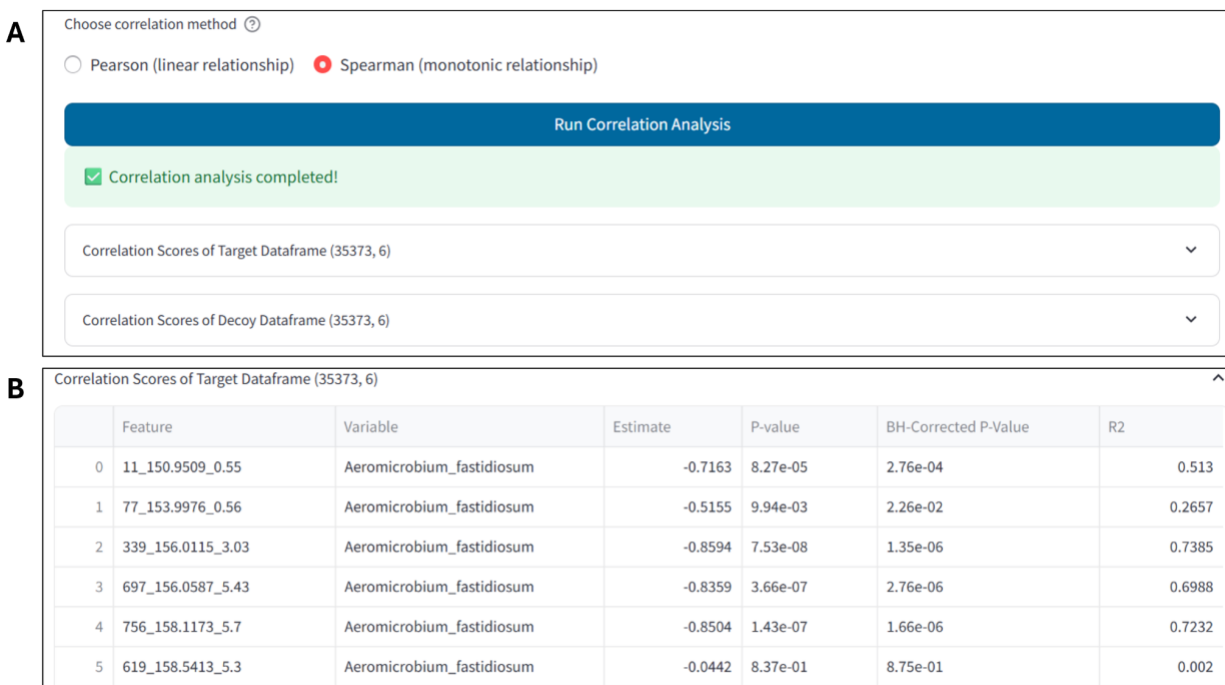 A
Choose correlation method ?
Pearson (linear relationship) Spearman (monotonic relationship)
Run Correlation Analysis
✅ Correlation analysis completed!
Correlation Scores of Target Dataframe (35373, 6)
Correlation Scores of Decoy Dataframe (35373, 6)
B
Correlation Scores of Target Dataframe (35373, 6)
Feature Variable Estimate P-value BH-Corrected P-Value R2
0 11_150.9509_0.55 Aeromicrobium_fastidiosum -0.7163 8.27e-05 2.76e-04 0.513
1 77_153.9976_0.56 Aeromicrobium_fastidiosum -0.5155 9.94e-03 2.26e-02 0.2657
2 339_156.0115_3.03 Aeromicrobium_fastidiosum -0.8594 7.53e-08 1.35e-06 0.7385
3 697_156.0587_5.43 Aeromicrobium_fastidiosum -0.8359 3.66e-07 2.76e-06 0.6988
4 756_158.1173_5.7 Aeromicrobium_fastidiosum -0.8504 1.43e-07 1.66e-06 0.7232
5 619_158.5413_5.3 Aeromicrobium_fastidiosum -0.0442 8.37e-01 8.75e-01 0.002